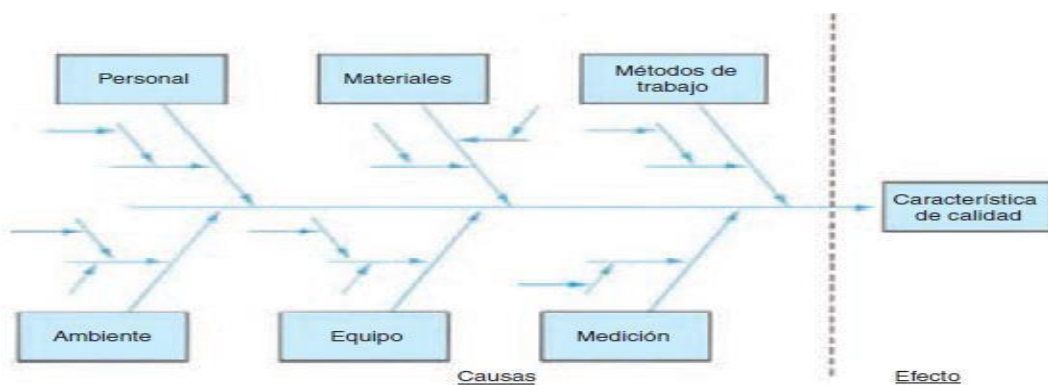 Personal
Materiales
Métodos de
trabajo
Característica
de calidad
Ambiente
Equipo
Medición
Causas
Efecto